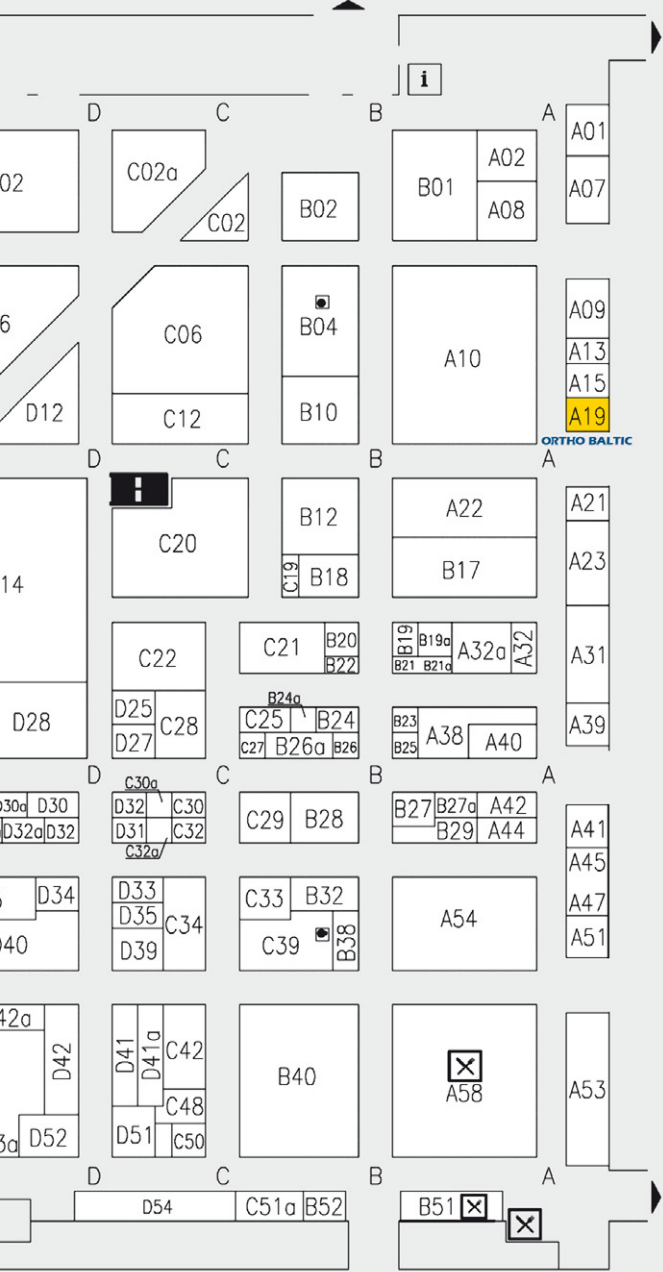 i
D C B A
A01
C02a A02
02 B01 A07
B02 A08
C02
A09
6 C06 B04
A13
A10
A15
D12 C12 B10 A19
ORTHO BALTIC
D C B A
A21
B12 A22
C20
A23
C19 B18 B17
14
B20 B19 B19a
C21 A32a A32 A31
C22 B22 B21 B21a
B24a
D25 C25 B24 B23
D28 C28 A38 A39
D27 C27 B26a B26 B25 A40
D C B A
C30a
D30a D30 D32 C30 B27 B27a A42
C29 B28
D32a D32 D31 C32 B29 A44 A41
C32a
A45
D33
D34 C33 B32
D35 A47
C34 A54
40 D39 C39 B38 A51
42a
D42 D41 D41a C42
B40 A58 A53
C48
3a D52 D51 C50
D C B A
D54 C51a B52 B51